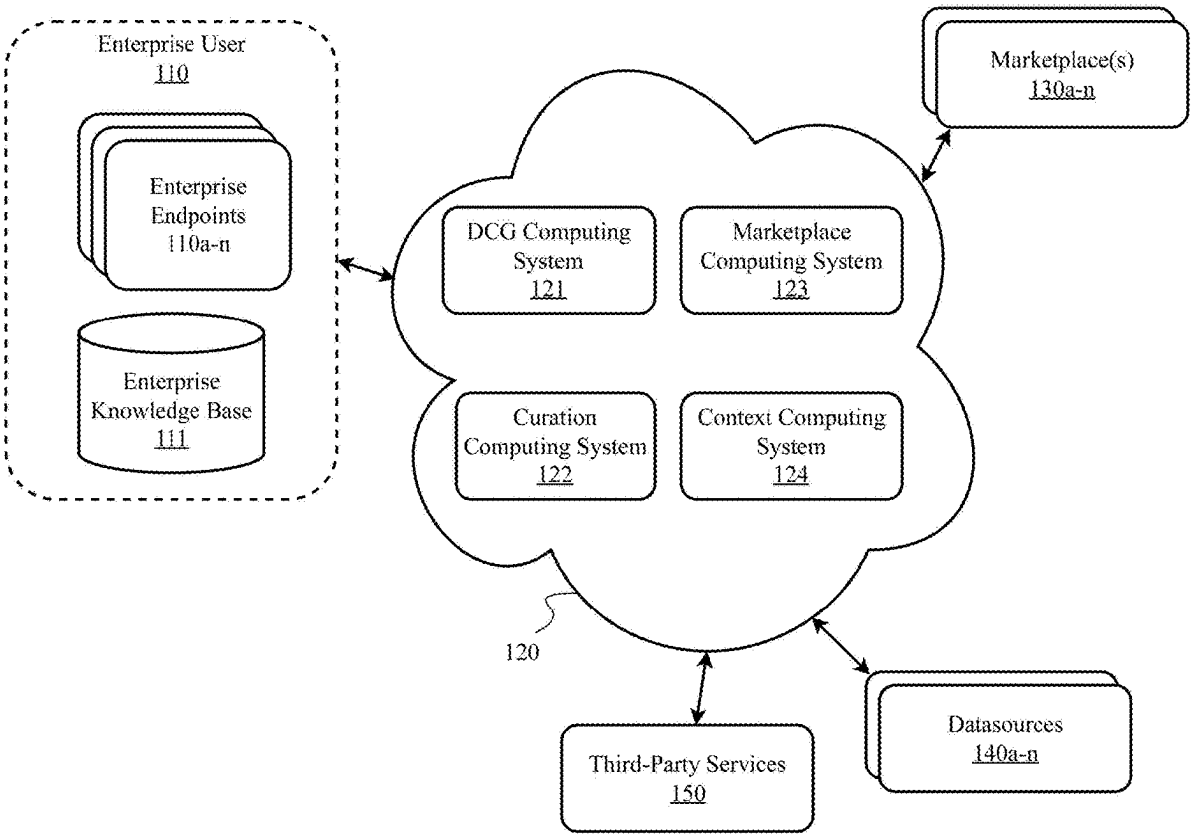 Enterprise User
110
Enterprise
Endpoints
110a-n
Enterprise
Knowledge Base
111
DCG Computing
System
121
Marketplace
Computing System
123
Curation
Computing System
122
Context Computing
System
124
120
Marketplace(s)
130a-n
Datasources
140a-n
Third-Party Services
150